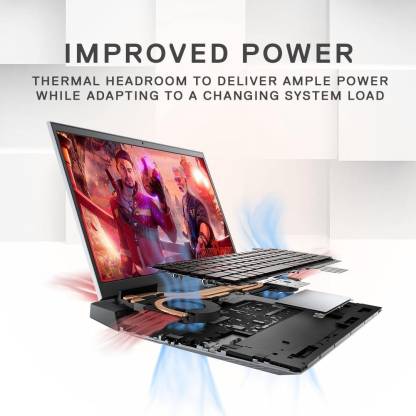 IMPROVED POWER
THERMAL HEADROOM TO DELIVER AMPLE POWER
WHILE ADAPTING TO A CHANGING SYSTEM LOAD